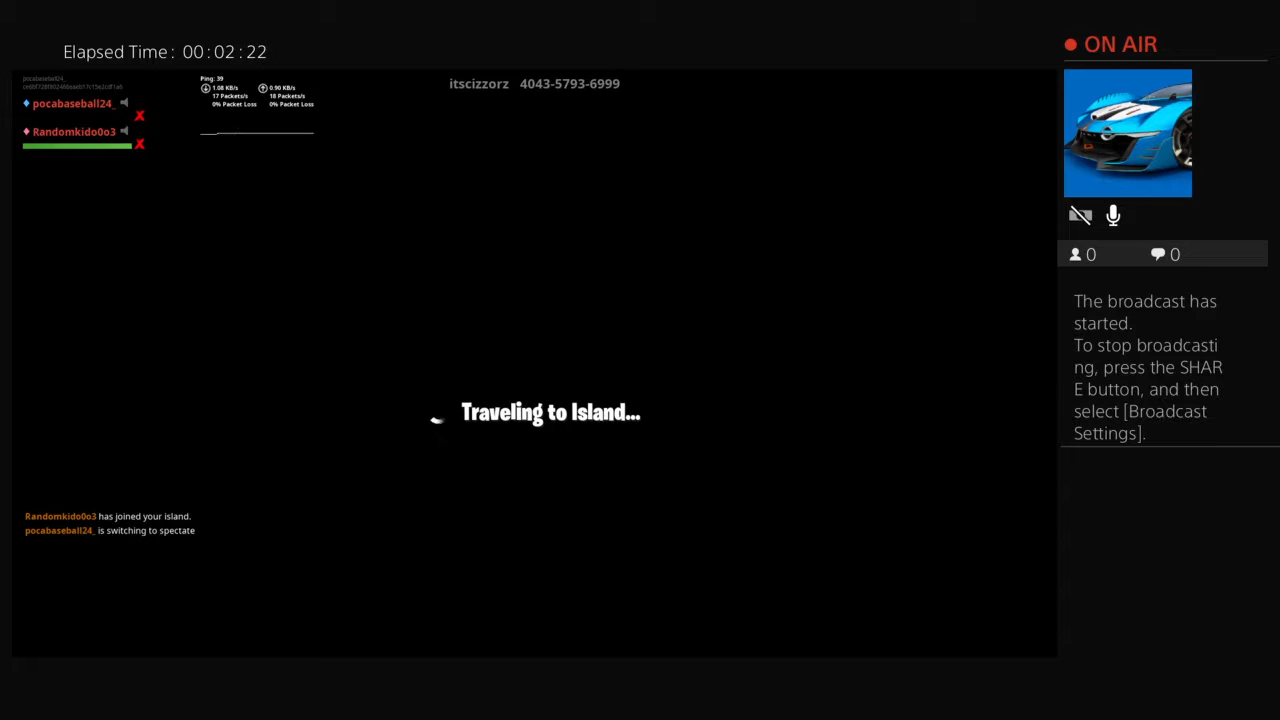 Elapsed Time: 00:02:22
ON AIR
pocabaseball24_
Ping: 39
1.08 KB/s 0.90 KB/s
17 Packets/s 18 Packets/s
0% Packet Loss 0% Packet Loss
itscizzorz 4043-5793-6999
pocabaseball24_
X
Randomkido0o3
X
0 0
The broadcast has
started.
To stop broadcasti
ng, press the SHAR
E button, and then
select [Broadcast
Settings].
Traveling to Island...
Randomkido0o3 has joined your island.
pocabaseball24_ is switching to spectate